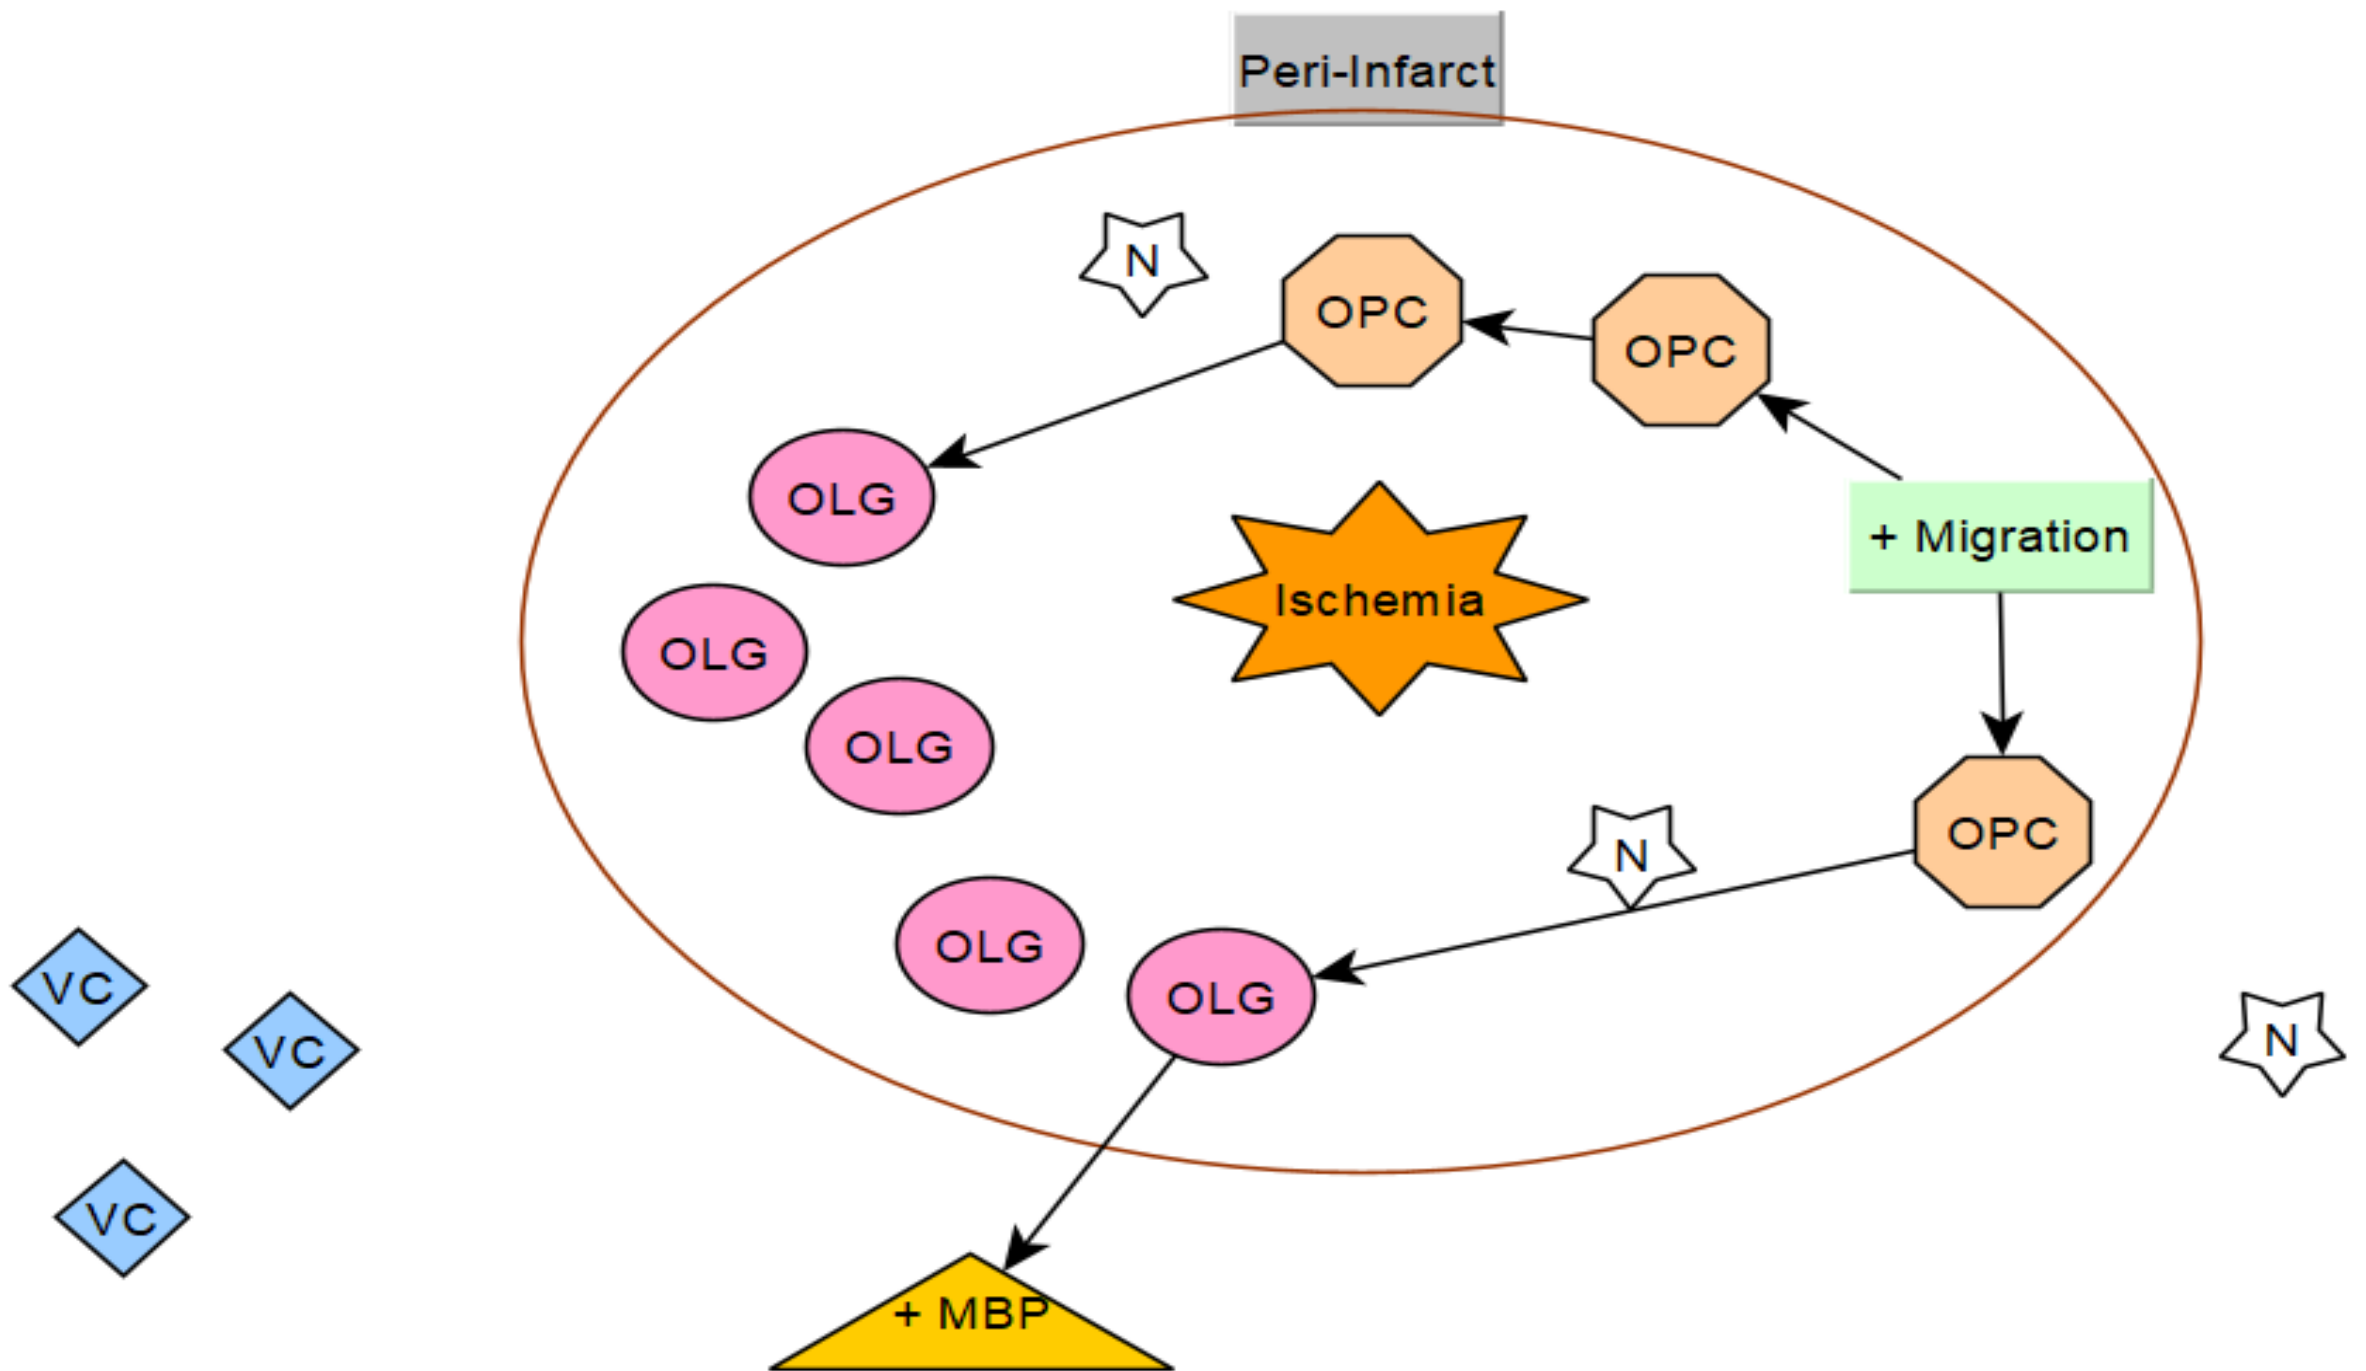 Peri-Infarct
N
OPC
OPC
OLG
+ Migration
Ischemia
OLG
OLG
OPC
N
OLG
OLG
VC
VC
N
VC
+ MBP